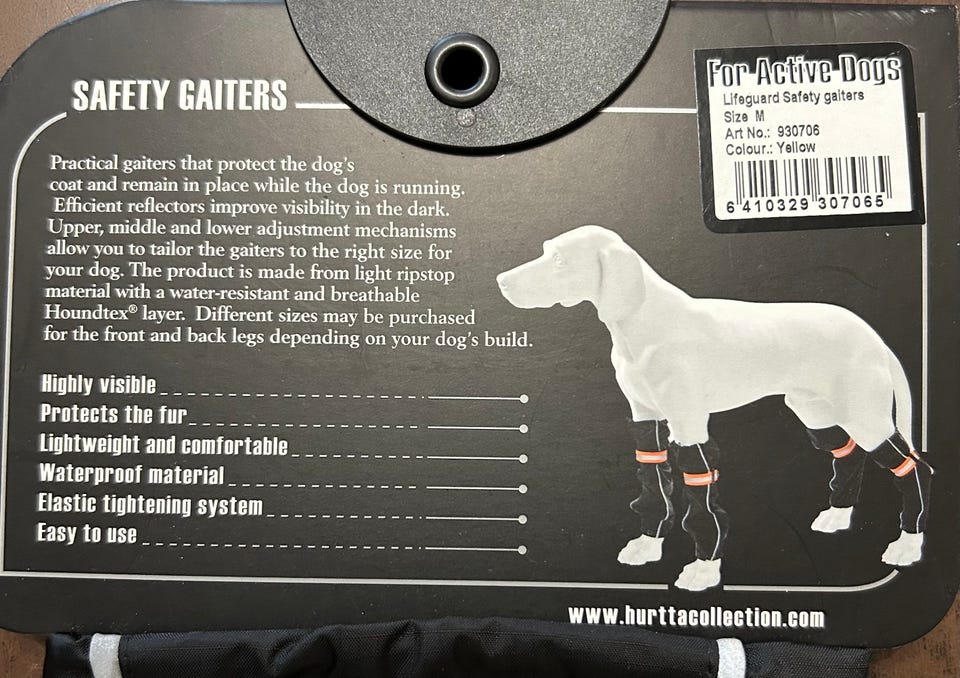 SAFETY GAITERS
Practical gaiters that protect the dog's
coat and remain in place while the dog is running.
Efficient reflectors improve visibility in the dark.
Upper, middle and lower adjustment mechanisms
allow you to tailor the gaiters to the right size for
your dog. The product is made from light ripstop
material with a water-resistant and breathable
Houndtex® layer. Different sizes may be purchased
for the front and back legs depending on your dog's build.
Highly visible
Protects the fur
Lightweight and comfortable
Waterproof material
Elastic tightening system
Easy to use
For Active Dogs
Lifeguard Safety gaiters
Size M
Art No.: 930706
Colour.: Yellow
6 410329 307065
www.hurttacollection.com